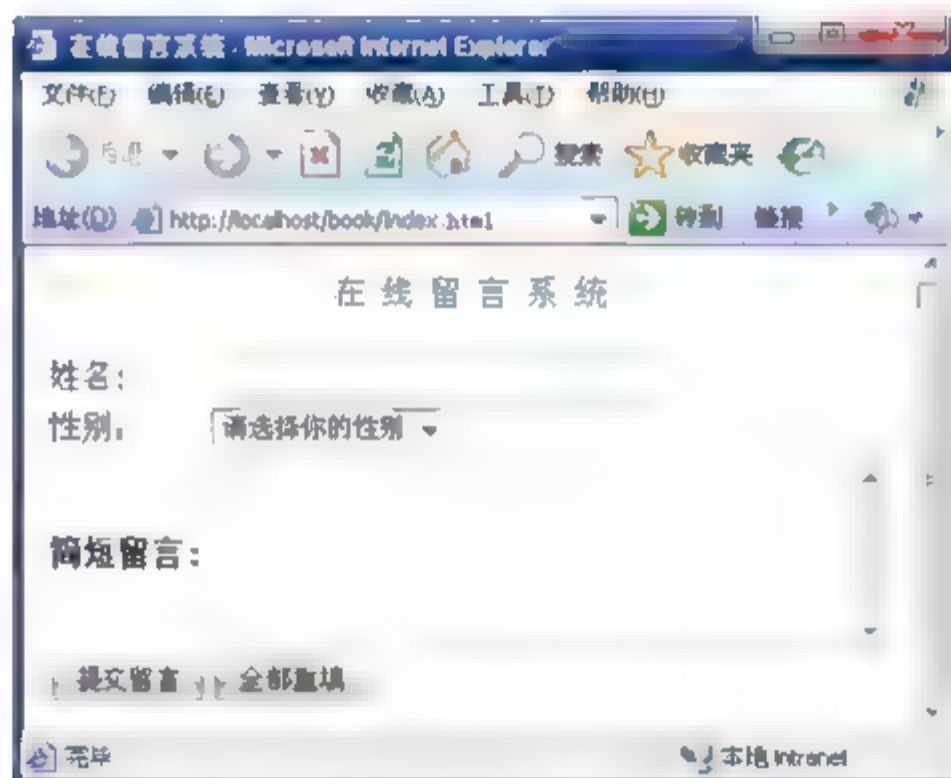 在线留言系统 - Microsoft Internet Explorer
文件(F) 编辑(E) 查看(V) 收藏(A) 工具(T) 帮助(H)
后退 搜索 收藏夹
地址(D) http://localhost/book/index.html 转到 链接
在线留言系统
姓名:
性别: 请选择你的性别
简短留言:
提交留言 全部重填
完毕 本地 Intranet